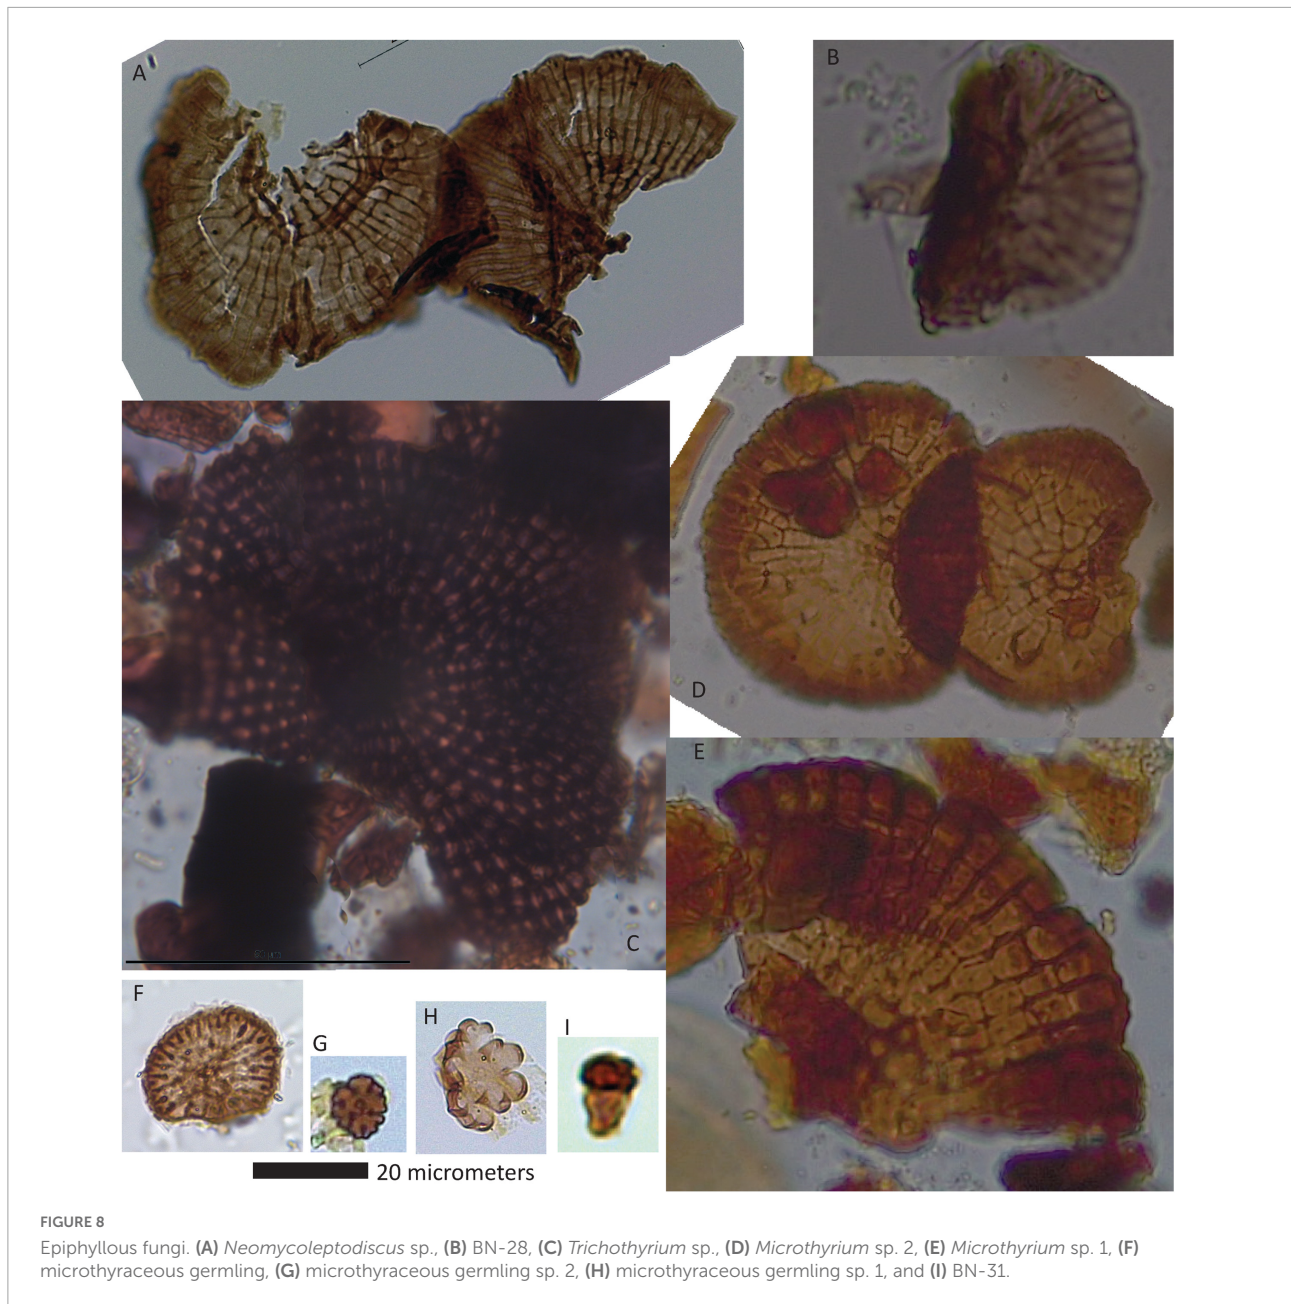 A
B
C
D
E
F
G
H
I
20 micrometers
FIGURE 8
Epiphyllous fungi. (A) Neomycoleptodiscus sp., (B) BN-28, (C) Trichothyrium sp., (D) Microthyrium sp. 2, (E) Microthyrium sp. 1, (F)
microthyraceous germling, (G) microthyraceous germling sp. 2, (H) microthyraceous germling sp. 1, and (I) BN-31.